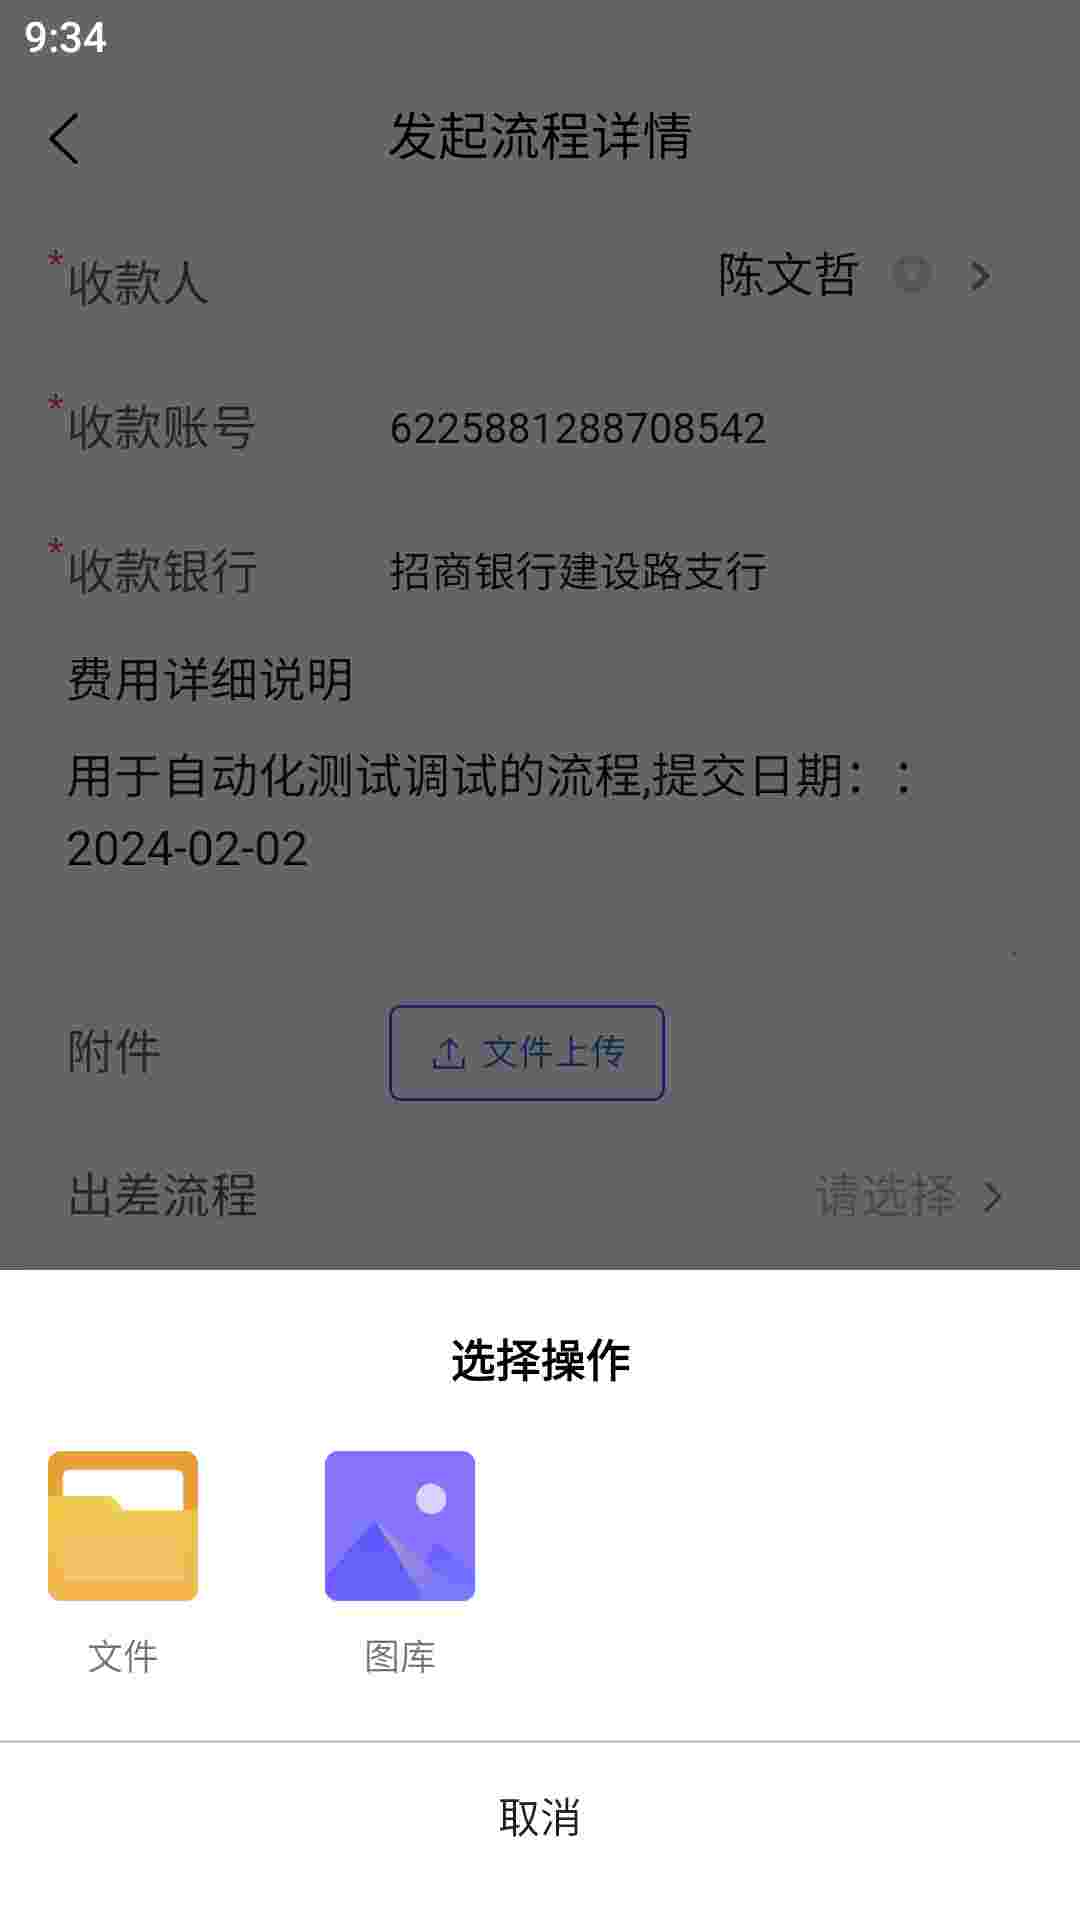 9:34
发起流程详情
*收款人 陈文哲
*收款账号 6225881288708542
*收款银行 招商银行建设路支行
费用详细说明
用于自动化测试调试的流程,提交日期：：
2024-02-02
附件 文件上传
出差流程 请选择
选择操作
文件 图库
取消